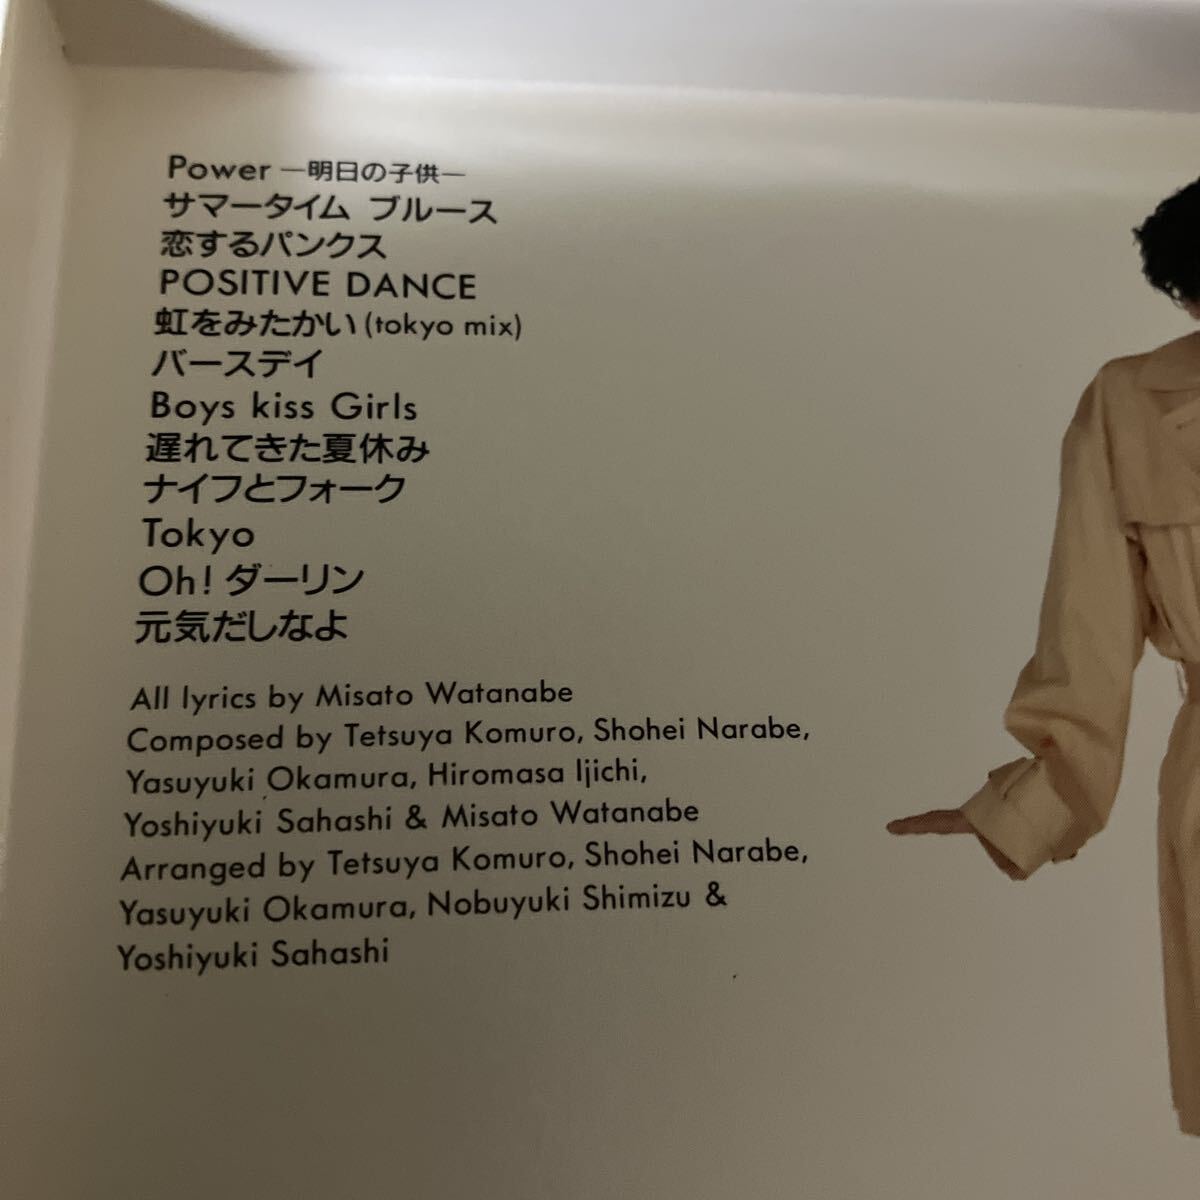 Power —明日の子供—
サマータイム ブルース
恋するパンクス
POSITIVE DANCE
虹をみたかい(tokyo mix)
バースデイ
Boys kiss Girls
遅れてきた夏休み
ナイフとフォーク
Tokyo
Oh! ダーリン
元気だしなよ
All lyrics by Misato Watanabe
Composed by Tetsuya Komuro, Shohei Narabe,
Yasuyuki Okamura, Hiromasa Ijichi,
Yoshiyuki Sahashi & Misato Watanabe
Arranged by Tetsuya Komuro, Shohei Narabe,
Yasuyuki Okamura, Nobuyuki Shimizu &
Yoshiyuki Sahashi